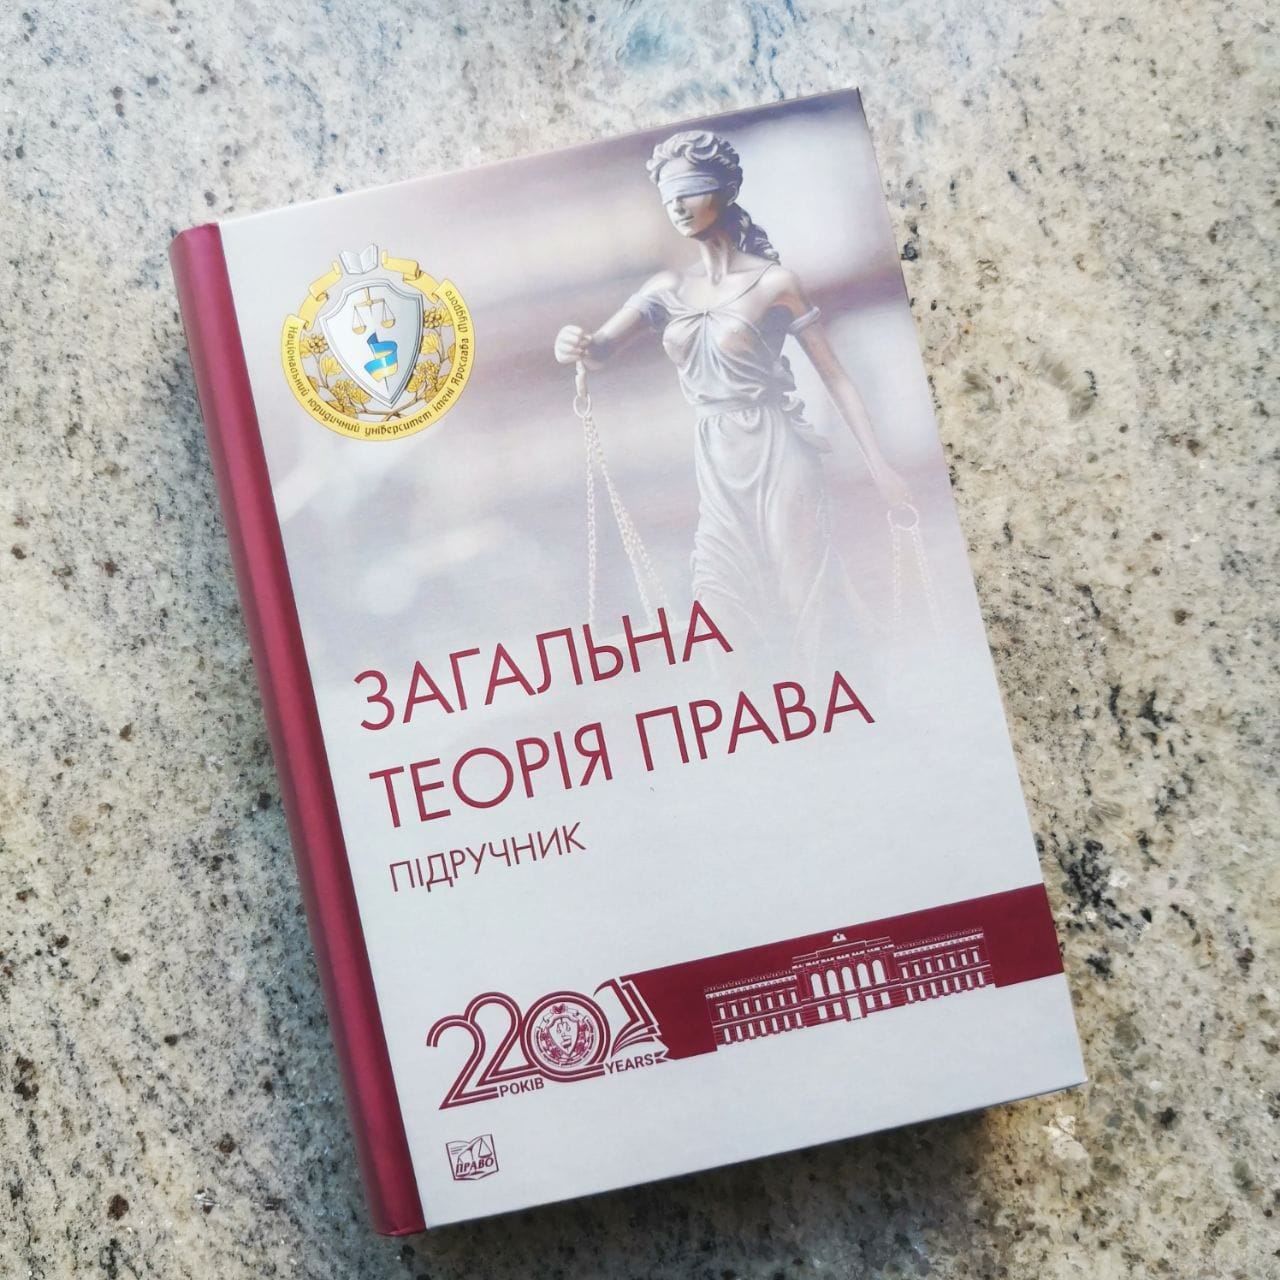 Національний юридичний університет імені Ярослава Мудрого
ЗАГАЛЬНА
ТЕОРІЯ ПРАВА
ПІДРУЧНИК
220
РОКІВ
YEARS
ПРАВО